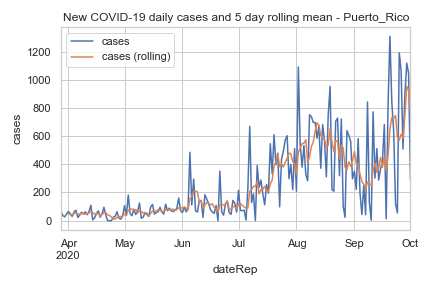 New COVID-19 daily cases and 5 day rolling mean - Puerto_Rico
cases
cases (rolling)
1200
1000
800
600
400
200
0
cases
Apr May Jun Jul Aug Sep Oct
2020
dateRep